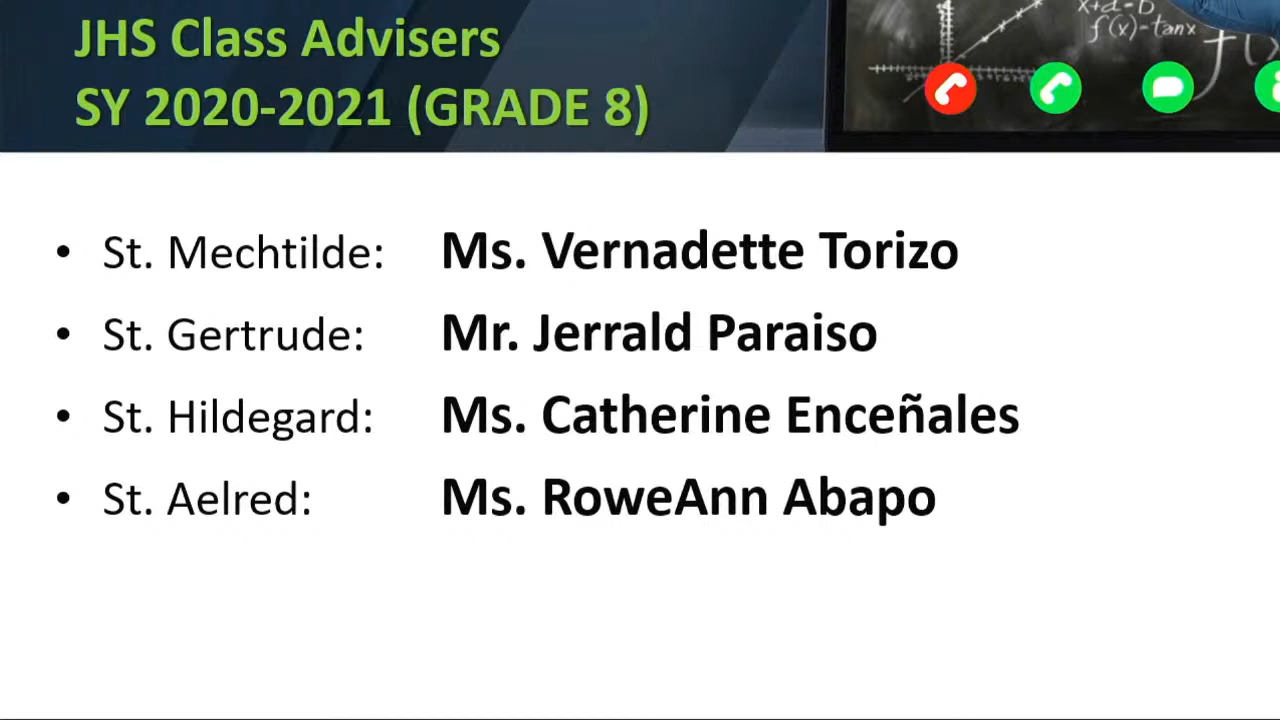 JHS Class Advisers
SY 2020-2021 (GRADE 8)
x+a=b
f(x)=tanx
• St. Mechtilde: Ms. Vernadette Torizo
• St. Gertrude: Mr. Jerrald Paraiso
• St. Hildegard: Ms. Catherine Enceñales
• St. Aelred: Ms. RoweAnn Abapo